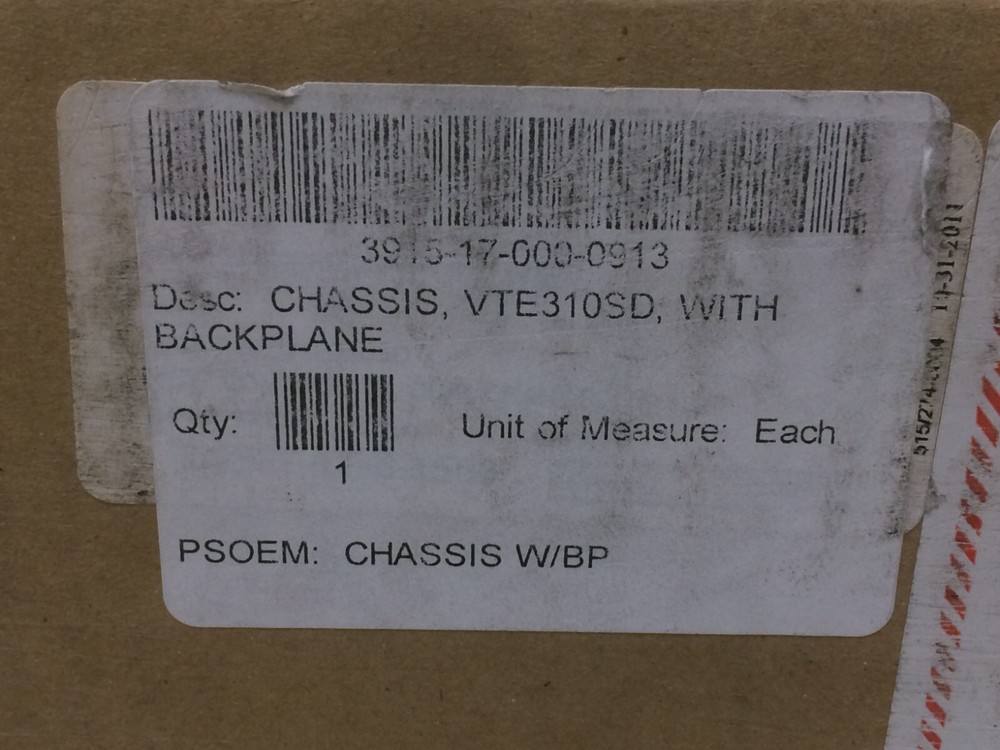 3915-17-000-0913
Desc: CHASSIS, VTE310SD, WITH
BACKPLANE
Qty:
1
Unit of Measure: Each
PSOEM: CHASSIS W/BP